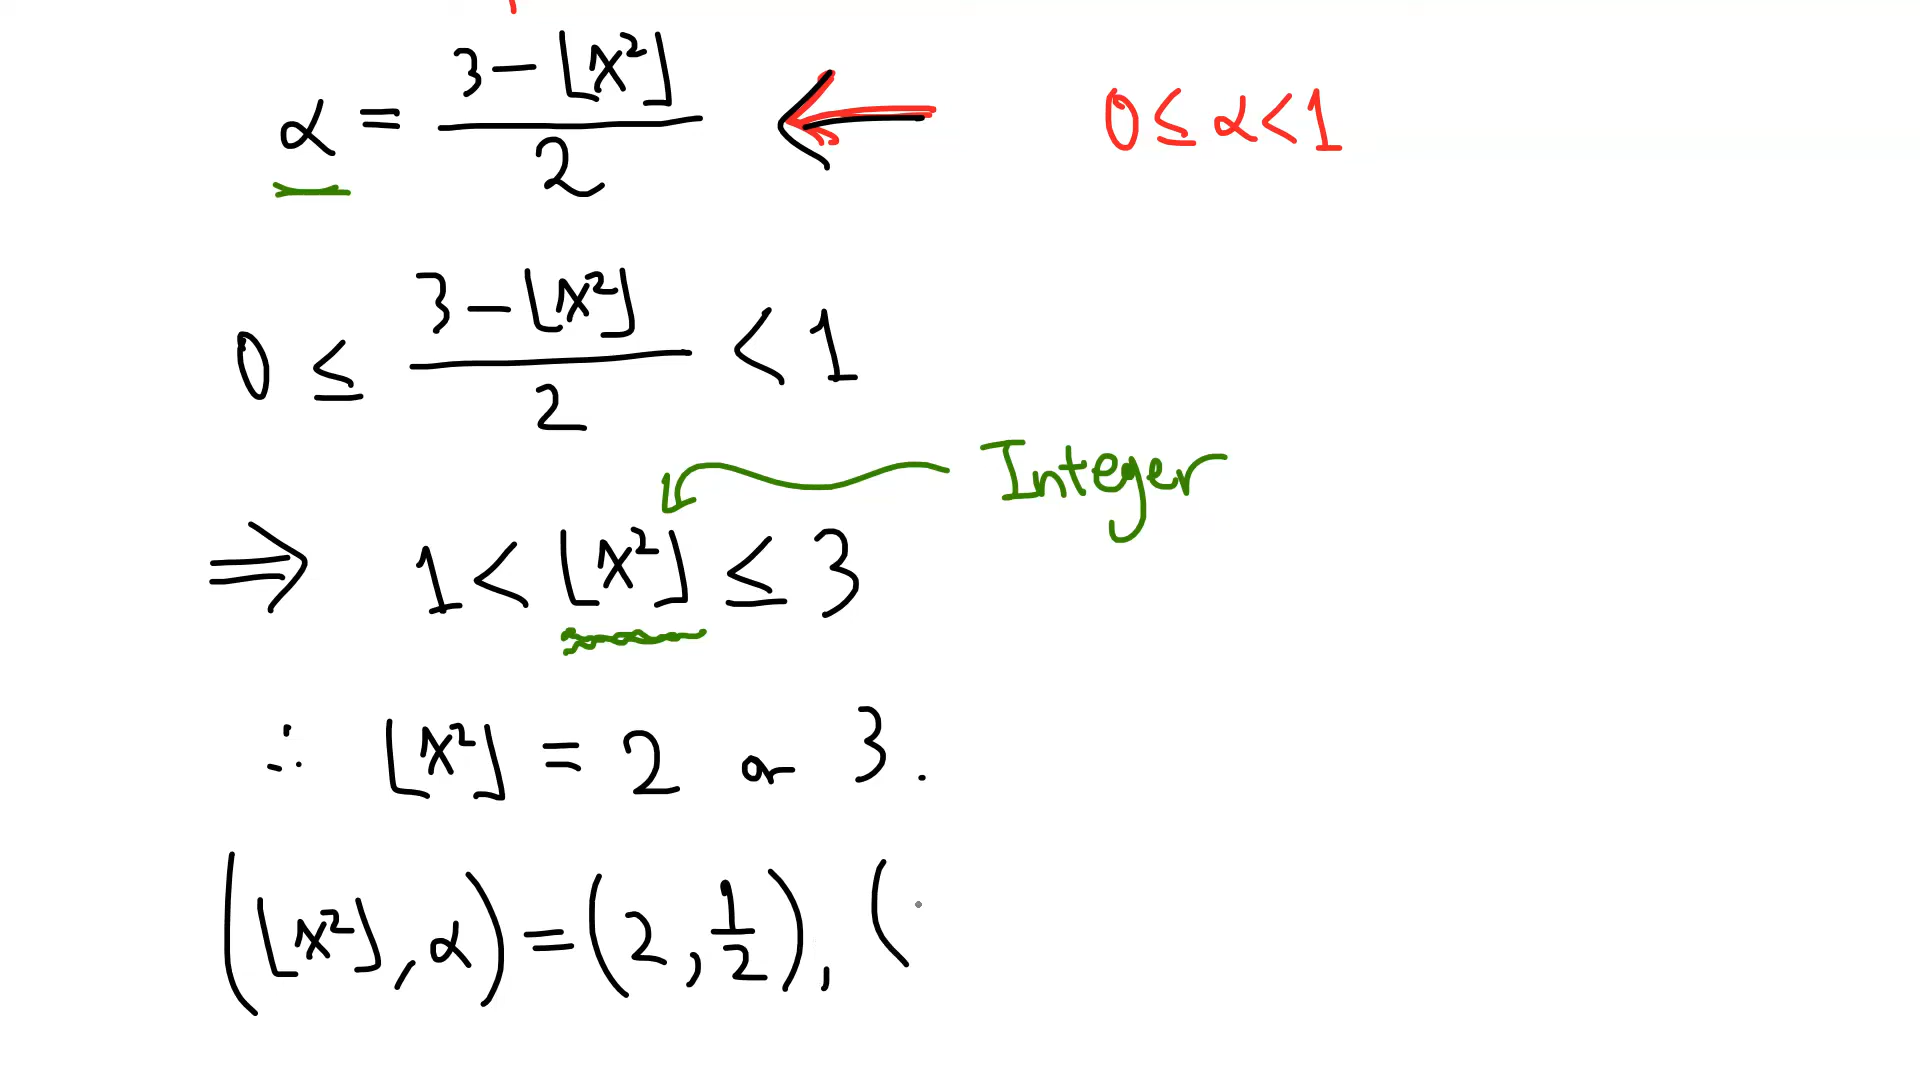 α = (3 − ⌊x²⌋)/2 ⇐ 0 ≤ α < 1
0 ≤ (3 − ⌊x²⌋)/2 < 1
Integer
⇒ 1 < ⌊x²⌋ ≤ 3
∴ ⌊x²⌋ = 2 or 3.
(⌊x²⌋, α) = (2, 1/2), (